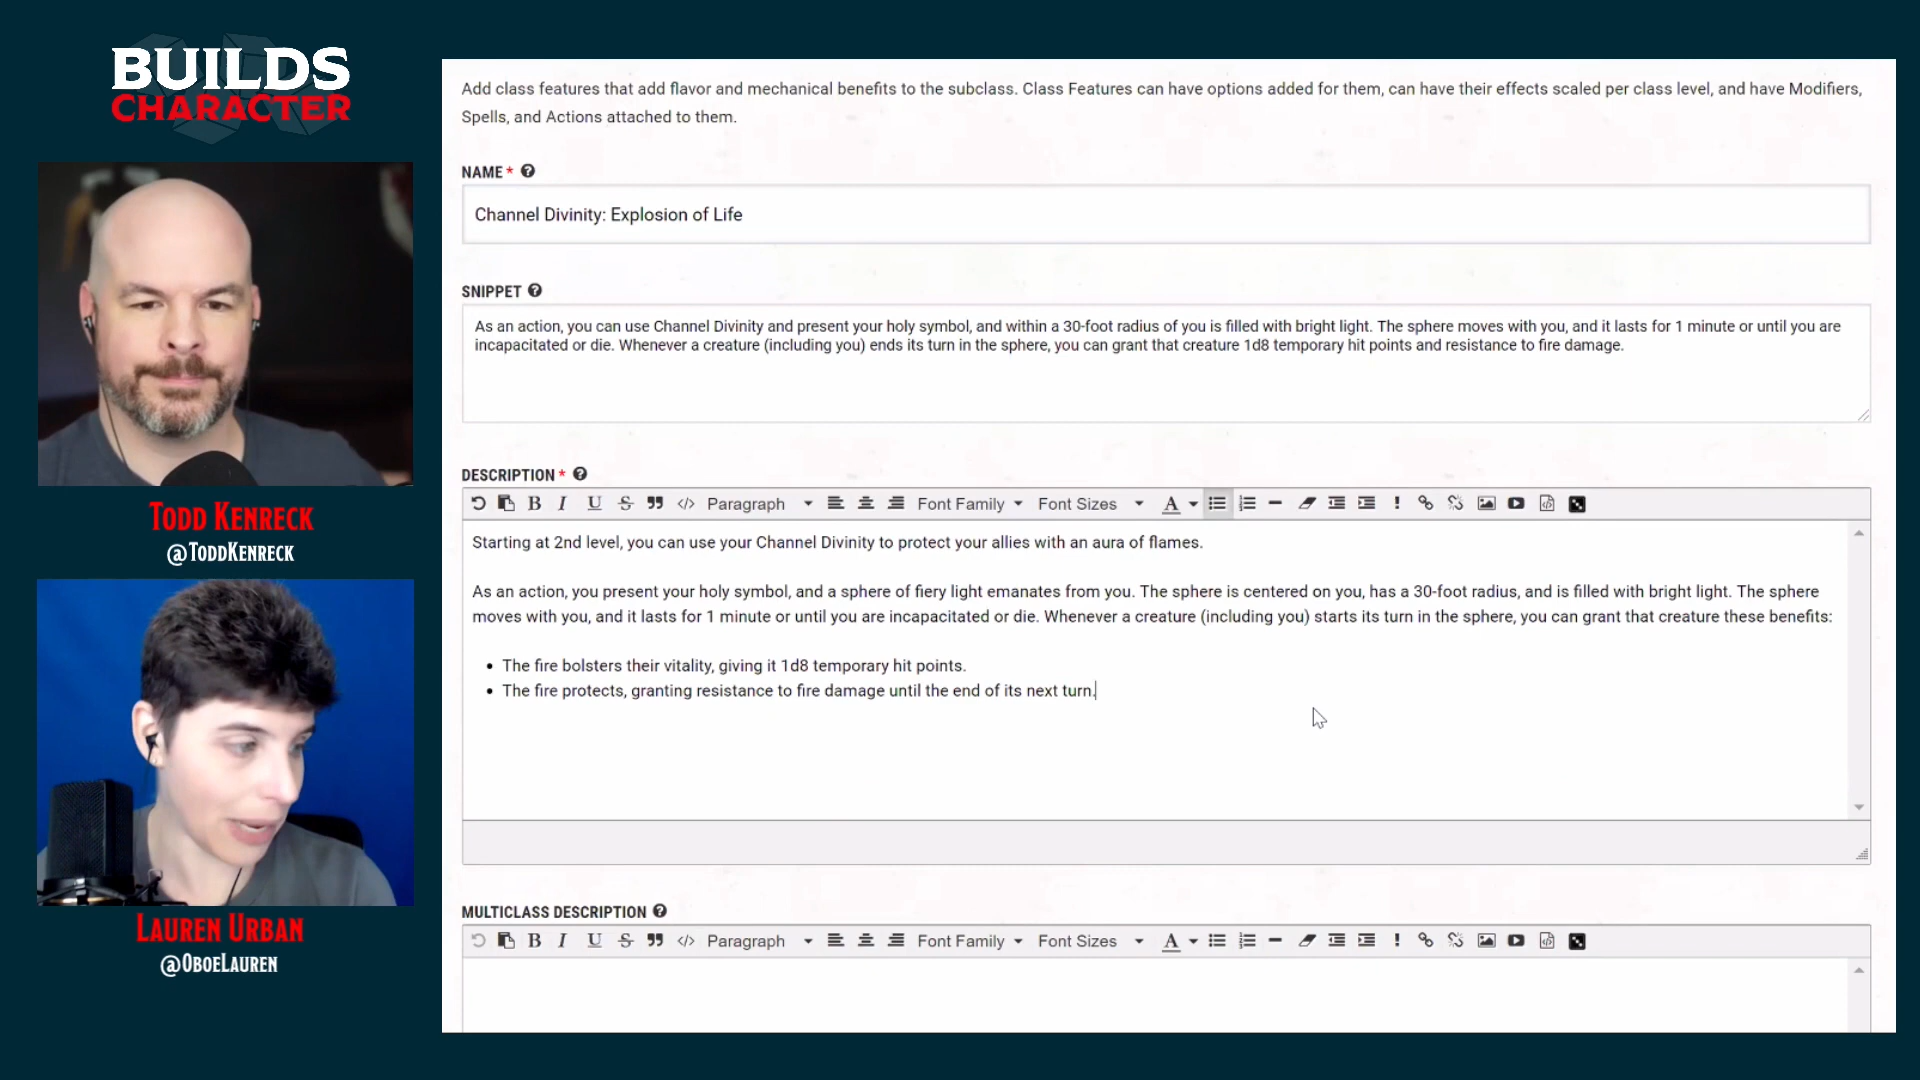 BUILDS
CHARACTER
TODD KENRECK
@TODDKENRECK
LAUREN URBAN
@OBOELAUREN
Add class features that add flavor and mechanical benefits to the subclass. Class Features can have options added for them, can have their effects scaled per class level, and have Modifiers,
Spells, and Actions attached to them.
NAME *
Channel Divinity: Explosion of Life
SNIPPET
As an action, you can use Channel Divinity and present your holy symbol, and within a 30-foot radius of you is filled with bright light. The sphere moves with you, and it lasts for 1 minute or until you are
incapacitated or die. Whenever a creature (including you) ends its turn in the sphere, you can grant that creature 1d8 temporary hit points and resistance to fire damage.
DESCRIPTION *
Paragraph Font Family Font Sizes
Starting at 2nd level, you can use your Channel Divinity to protect your allies with an aura of flames.
As an action, you present your holy symbol, and a sphere of fiery light emanates from you. The sphere is centered on you, has a 30-foot radius, and is filled with bright light. The sphere
moves with you, and it lasts for 1 minute or until you are incapacitated or die. Whenever a creature (including you) starts its turn in the sphere, you can grant that creature these benefits:
• The fire bolsters their vitality, giving it 1d8 temporary hit points.
• The fire protects, granting resistance to fire damage until the end of its next turn.
MULTICLASS DESCRIPTION
Paragraph Font Family Font Sizes